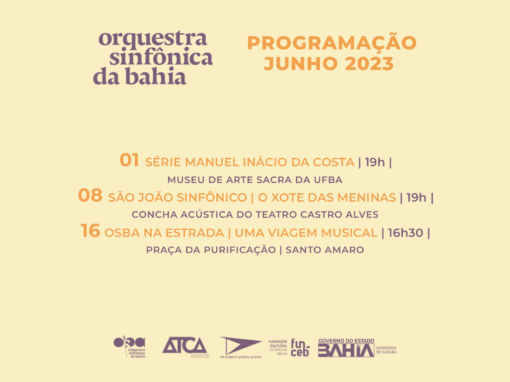 orquestra
sinfônica
da bahia
PROGRAMAÇÃO
JUNHO 2023
01 SÉRIE MANUEL INÁCIO DA COSTA | 19h |
MUSEU DE ARTE SACRA DA UFBA
08 SÃO JOÃO SINFÔNICO | O XOTE DAS MENINAS | 19h |
CONCHA ACÚSTICA DO TEATRO CASTRO ALVES
16 OSBA NA ESTRADA | UMA VIAGEM MUSICAL | 16h30 |
PRAÇA DA PURIFICAÇÃO | SANTO AMARO
ATCA
FUNDAÇÃO
CULTURAL
fun
ceb
GOVERNO DO ESTADO
BAHIA
SECRETARIA
DE CULTURA